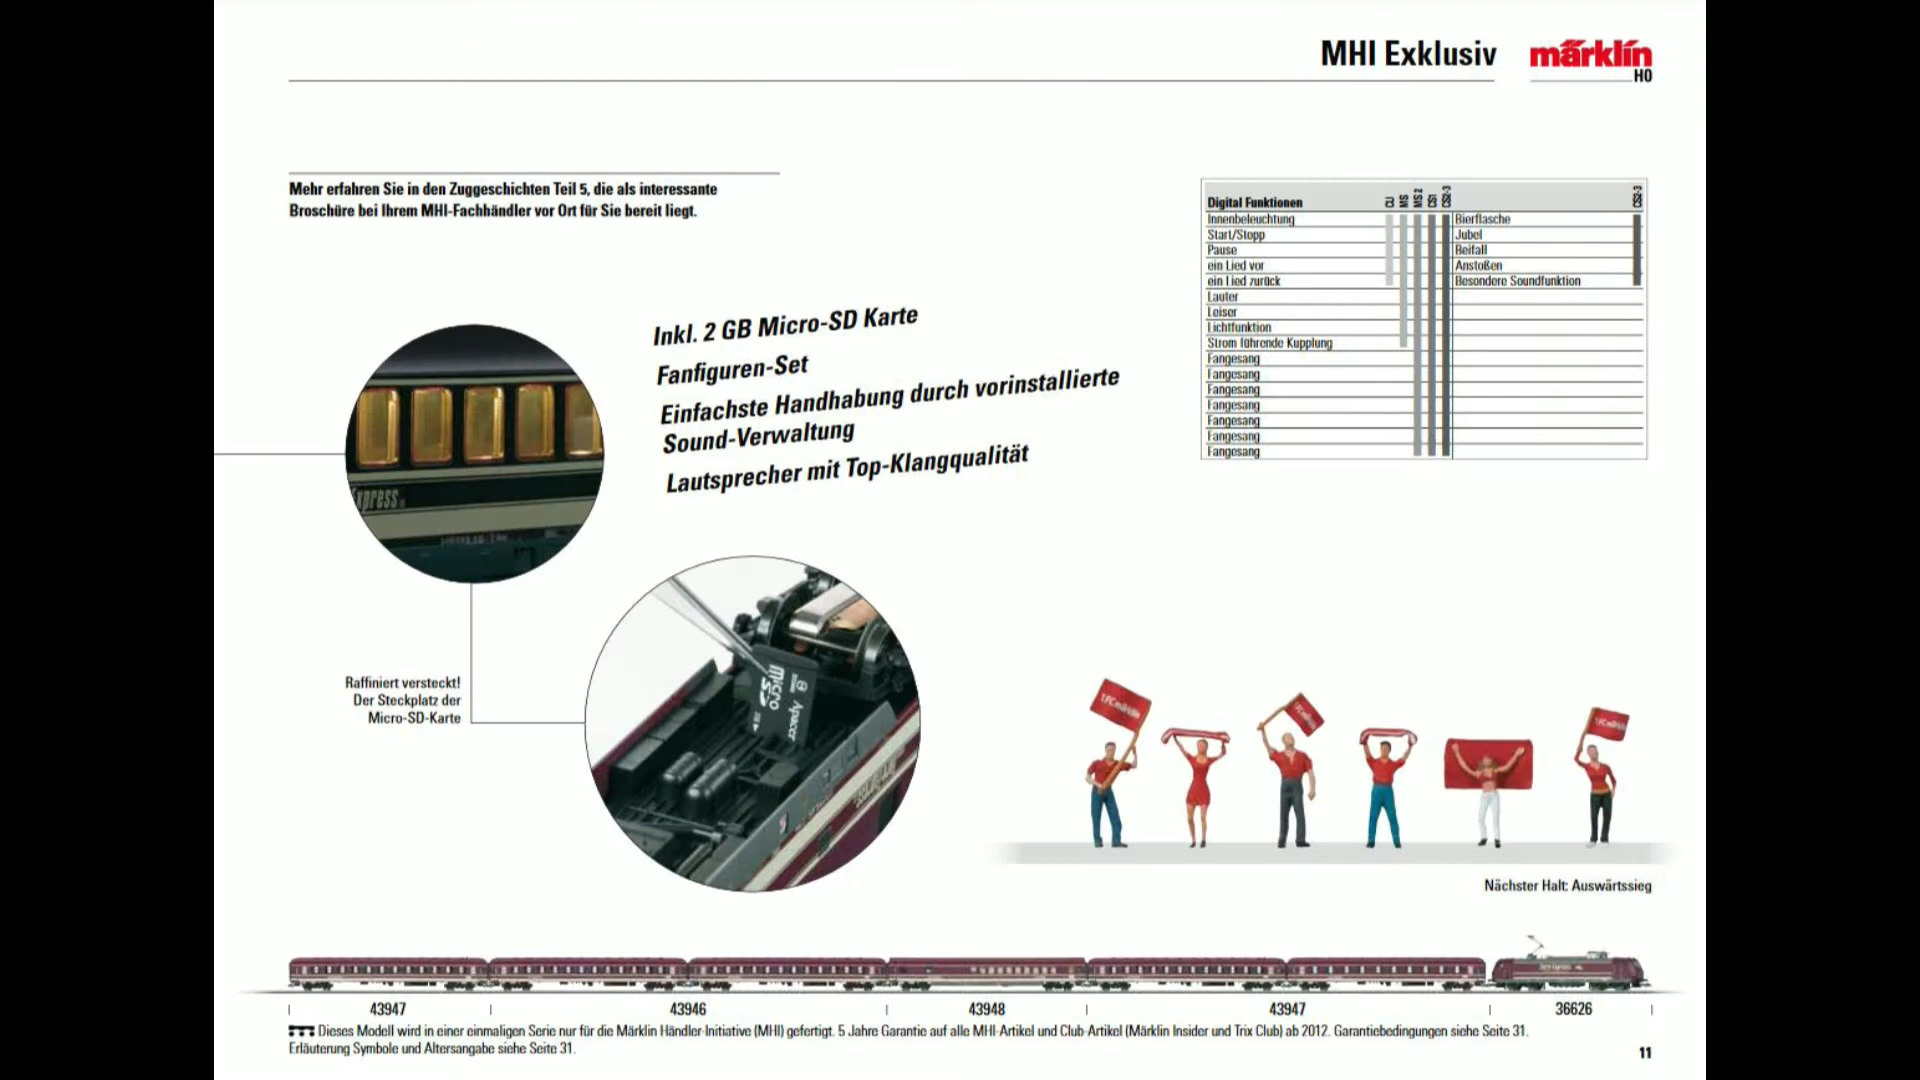 MHI Exklusiv
märklin
H0
Mehr erfahren Sie in den Zuggeschichten Teil 5, die als interessante
Broschüre bei Ihrem MHI-Fachhändler vor Ort für Sie bereit liegt.
Digital Funktionen CU MS MS 2 CS1 CS2-3 CS2-3
Innenbeleuchtung Bierflasche
Start/Stopp Jubel
Pause Beifall
ein Lied vor Anstoßen
ein Lied zurück Besondere Soundfunktion
Lauter
Leiser
Lichtfunktion
Strom führende Kupplung
Fangesang
Fangesang
Fangesang
Fangesang
Fangesang
Fangesang
Fangesang
Inkl. 2 GB Micro-SD Karte
Fanfiguren-Set
Einfachste Handhabung durch vorinstallierte
Sound-Verwaltung
Lautsprecher mit Top-Klangqualität
xpress
Raffiniert versteckt!
Der Steckplatz der
Micro-SD-Karte
micro
Apacer
1.FC märklin
Nächster Halt: Auswärtssieg
43947 43946 43948 43947 36626
Dieses Modell wird in einer einmaligen Serie nur für die Märklin Händler-Initiative (MHI) gefertigt. 5 Jahre Garantie auf alle MHI-Artikel und Club-Artikel (Märklin Insider und Trix Club) ab 2012. Garantiebedingungen siehe Seite 31.
Erläuterung Symbole und Altersangabe siehe Seite 31.
11